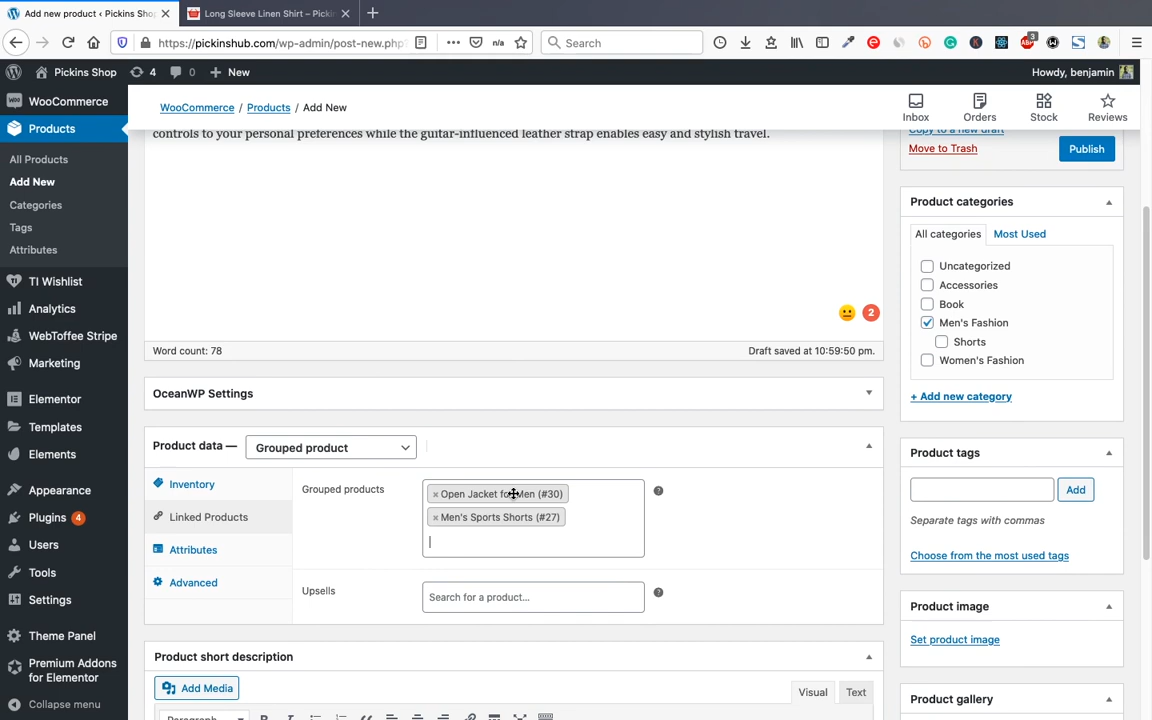 Add new product ‹ Pickins Shop
Long Sleeve Linen Shirt – Pickin
https://pickinshub.com/wp-admin/post-new.php?
n/a
Search
3
Pickins Shop
4
0
New
Howdy, benjamin
WooCommerce
Products
All Products
Add New
Categories
Tags
Attributes
TI Wishlist
Analytics
WebToffee Stripe
Marketing
Elementor
Templates
Elements
Appearance
Plugins 4
Users
Tools
Settings
Theme Panel
Premium Addons
for Elementor
Collapse menu
WooCommerce / Products / Add New
Inbox
Orders
Stock
Reviews
controls to your personal preferences while the guitar-influenced leather strap enables easy and stylish travel.
2
Word count: 78
Draft saved at 10:59:50 pm.
OceanWP Settings
Product data —
Grouped product
Inventory
Linked Products
Attributes
Advanced
Grouped products
× Open Jacket for Men (#30)
× Men's Sports Shorts (#27)
Upsells
Search for a product...
Product short description
Add Media
Visual
Text
Paragraph
Copy to a new draft
Move to Trash
Publish
Product categories
All categories
Most Used
Uncategorized
Accessories
Book
Men's Fashion
Shorts
Women's Fashion
+ Add new category
Product tags
Add
Separate tags with commas
Choose from the most used tags
Product image
Set product image
Product gallery